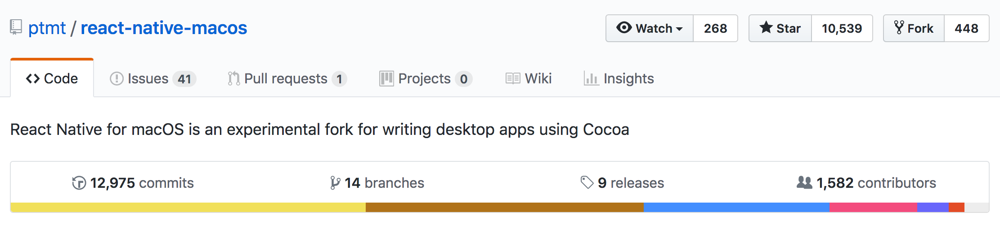 ptmt / react-native-macos Watch 268 Star 10,539 Fork 448
Code Issues 41 Pull requests 1 Projects 0 Wiki Insights
React Native for macOS is an experimental fork for writing desktop apps using Cocoa
12,975 commits 14 branches 9 releases 1,582 contributors